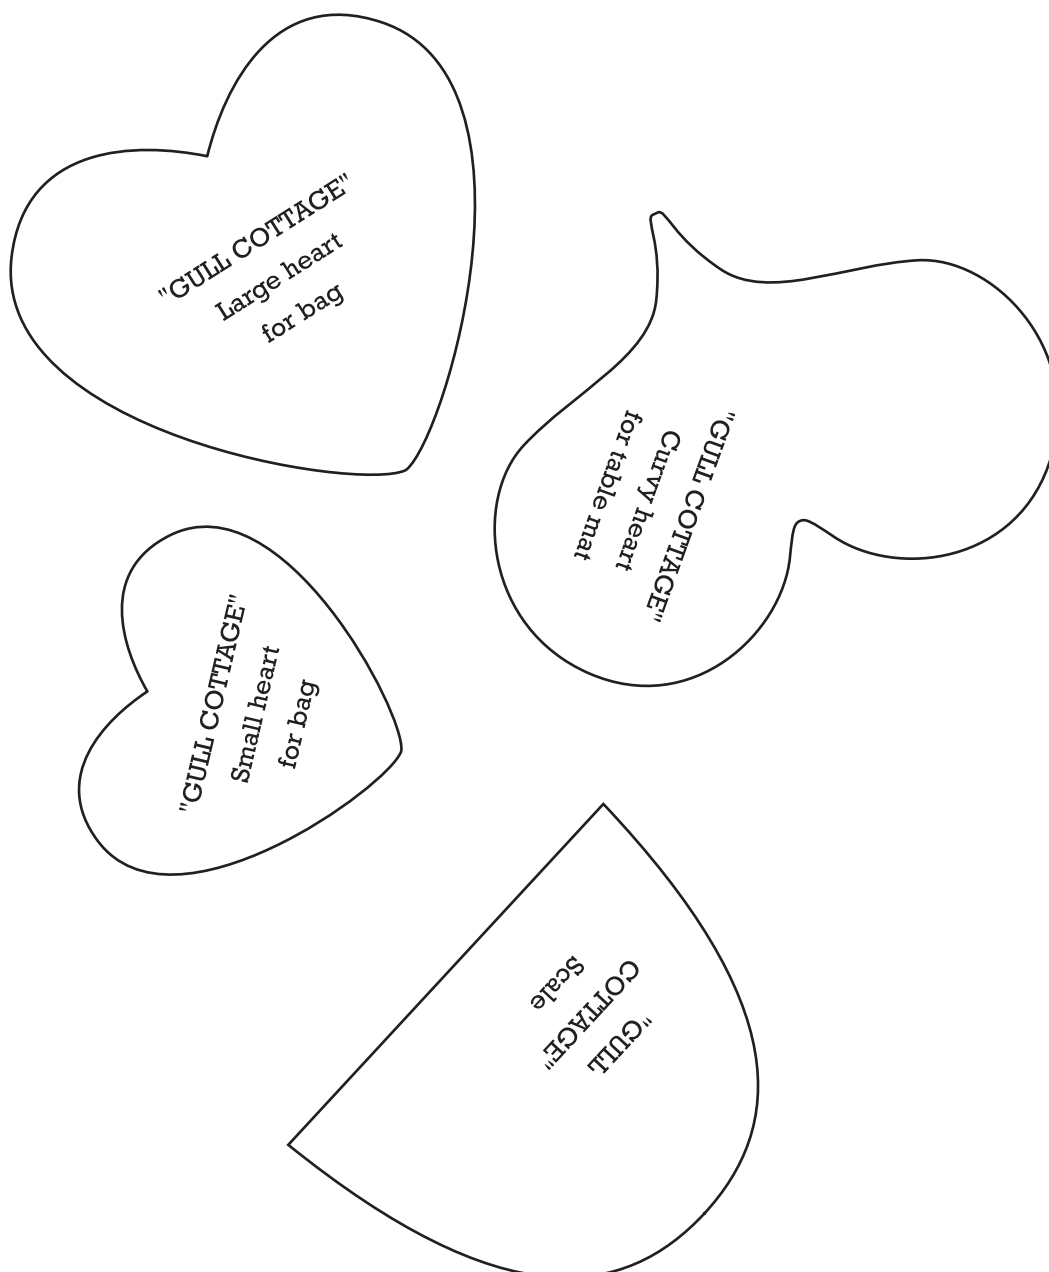 "GULL COTTAGE"
Large heart
for bag
"GULL COTTAGE"
Curvy heart
for table mat
"GULL COTTAGE"
Small heart
for bag
"GULL
COTTAGE"
Scale